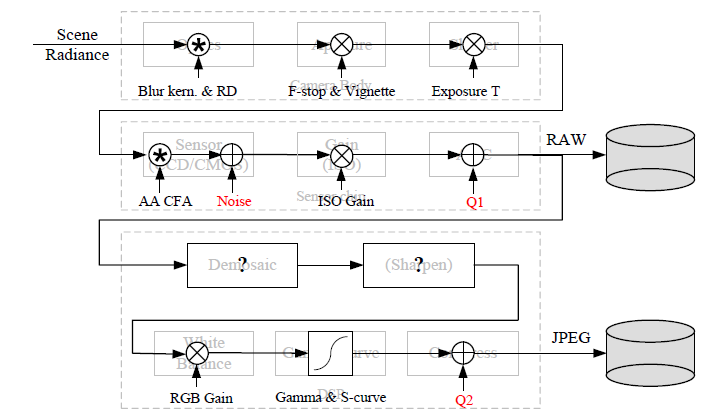 Scene
Radiance
Camera Body
Blur kern. & RD
F-stop & Vignette
Exposure T
Sensor
(CCD/CMOS)
Gain
(ISO)
RAW
Sensor chip
AA CFA
Noise
ISO Gain
Q1
Demosaic
?
(Sharpen)
?
White
Balance
JPEG
DSP
RGB Gain
Gamma & S-curve
Q2